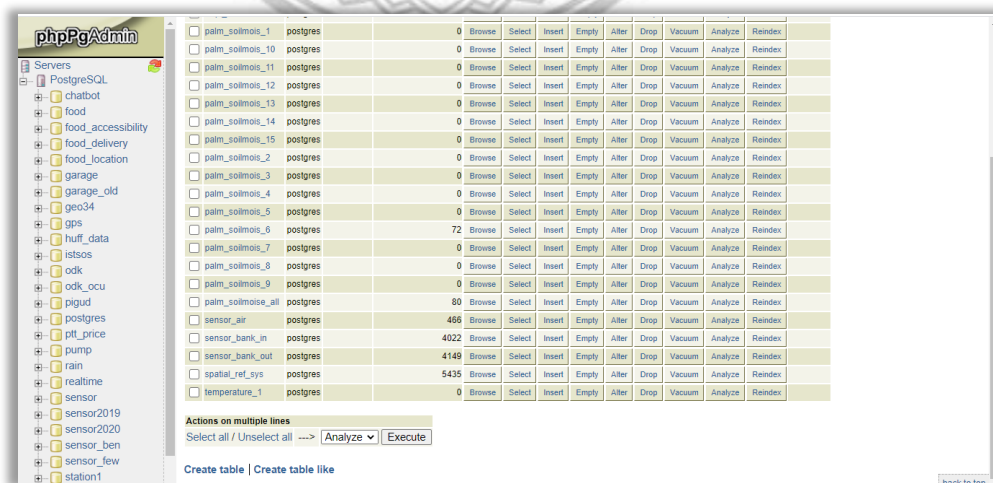 phpPgAdmin
Servers
PostgreSQL
chatbot
food
food_accessibility
food_delivery
food_location
garage
garage_old
geo34
gps
huff_data
istsos
odk
odk_ocu
pigud
postgres
ptt_price
pump
rain
realtime
sensor
sensor2019
sensor2020
sensor_ben
sensor_few
station1
palm_soilmois_1 postgres 0 Browse Select Insert Empty Alter Drop Vacuum Analyze Reindex
palm_soilmois_10 postgres 0 Browse Select Insert Empty Alter Drop Vacuum Analyze Reindex
palm_soilmois_11 postgres 0 Browse Select Insert Empty Alter Drop Vacuum Analyze Reindex
palm_soilmois_12 postgres 0 Browse Select Insert Empty Alter Drop Vacuum Analyze Reindex
palm_soilmois_13 postgres 0 Browse Select Insert Empty Alter Drop Vacuum Analyze Reindex
palm_soilmois_14 postgres 0 Browse Select Insert Empty Alter Drop Vacuum Analyze Reindex
palm_soilmois_15 postgres 0 Browse Select Insert Empty Alter Drop Vacuum Analyze Reindex
palm_soilmois_2 postgres 0 Browse Select Insert Empty Alter Drop Vacuum Analyze Reindex
palm_soilmois_3 postgres 0 Browse Select Insert Empty Alter Drop Vacuum Analyze Reindex
palm_soilmois_4 postgres 0 Browse Select Insert Empty Alter Drop Vacuum Analyze Reindex
palm_soilmois_5 postgres 0 Browse Select Insert Empty Alter Drop Vacuum Analyze Reindex
palm_soilmois_6 postgres 72 Browse Select Insert Empty Alter Drop Vacuum Analyze Reindex
palm_soilmois_7 postgres 0 Browse Select Insert Empty Alter Drop Vacuum Analyze Reindex
palm_soilmois_8 postgres 0 Browse Select Insert Empty Alter Drop Vacuum Analyze Reindex
palm_soilmois_9 postgres 0 Browse Select Insert Empty Alter Drop Vacuum Analyze Reindex
palm_soilmoise_all postgres 80 Browse Select Insert Empty Alter Drop Vacuum Analyze Reindex
sensor_air postgres 466 Browse Select Insert Empty Alter Drop Vacuum Analyze Reindex
sensor_bank_in postgres 4022 Browse Select Insert Empty Alter Drop Vacuum Analyze Reindex
sensor_bank_out postgres 4149 Browse Select Insert Empty Alter Drop Vacuum Analyze Reindex
spatial_ref_sys postgres 5435 Browse Select Insert Empty Alter Drop Vacuum Analyze Reindex
temperature_1 postgres 0 Browse Select Insert Empty Alter Drop Vacuum Analyze Reindex
Actions on multiple lines
Select all / Unselect all ---> Analyze Execute
Create table | Create table like
back to top